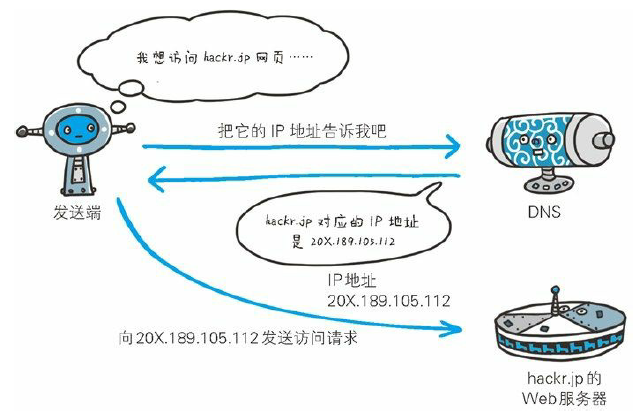 我想访问 hackr.jp 网页……
把它的 IP 地址告诉我吧
发送端
DNS
hackr.jp 对应的 IP 地址
是 20X.189.105.112
IP地址
20X.189.105.112
向20X.189.105.112发送访问请求
hackr.jp的
Web服务器